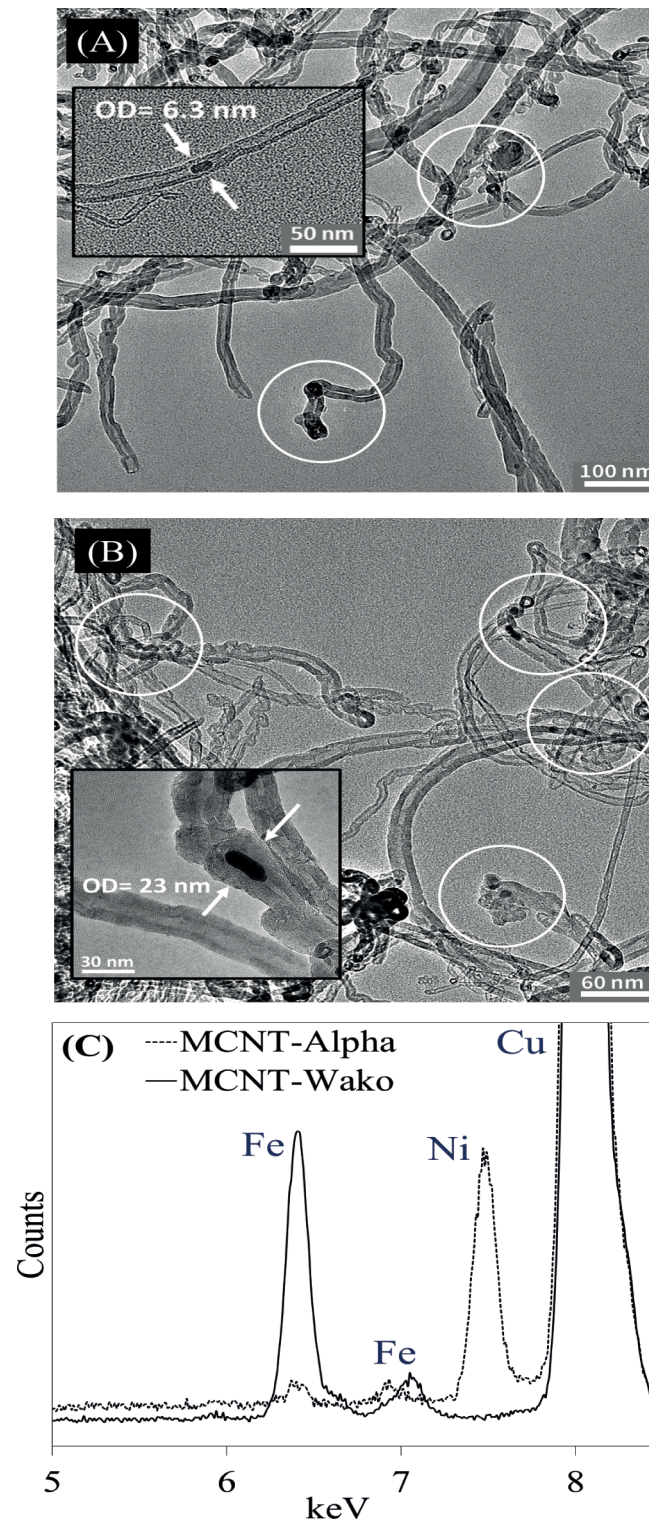 (A)
OD= 6.3 nm
50 nm
100 nm
(B)
OD= 23 nm
30 nm
60 nm
(C)
MCNT-Alpha
MCNT-Wako
Cu
Fe
Ni
Fe
Counts
5 6 7 8
keV